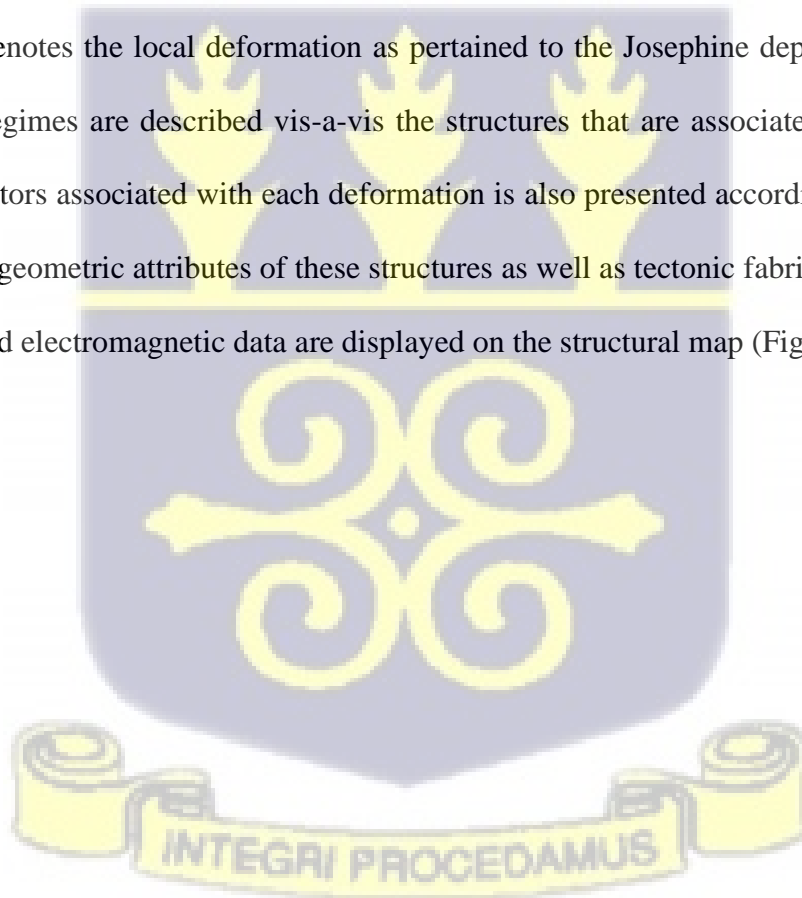 enotes the local deformation as pertained to the Josephine dep
egimes are described vis-a-vis the structures that are associate
tors associated with each deformation is also presented accordi
geometric attributes of these structures as well as tectonic fabri
d electromagnetic data are displayed on the structural map (Fig
INTEGRI PROCEDAMUS